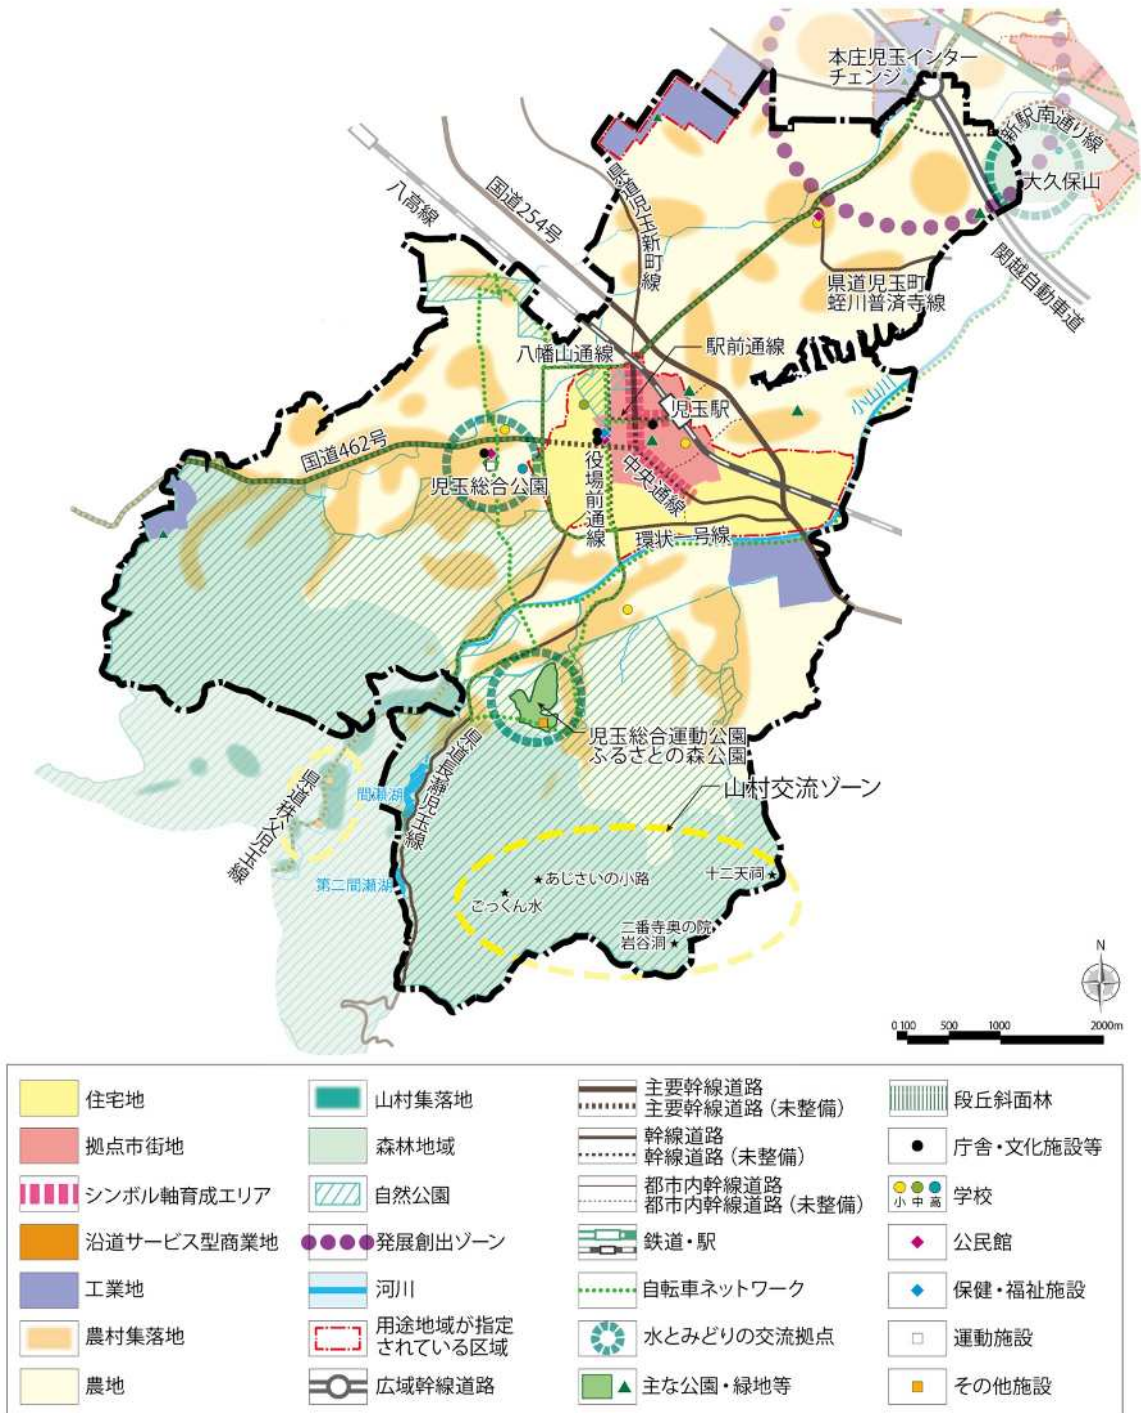 本庄児玉インター
チェンジ
新駅南通り線
大久保山
関越自動車道
国道254号
八高線
県道児玉新町線
県道児玉町
蛭川普済寺線
駅前通線
八幡山通線
児玉駅
小山川
国道462号
児玉総合公園
役場前通線
中央通線
環状一号線
児玉総合運動公園
ふるさとの森公園
山村交流ゾーン
県道長瀞児玉線
間瀬湖
県道秩父児玉線
第二間瀬湖
★あじさいの小路
★
ごっくん水
十二天祠★
二番寺奥の院
岩谷洞★
N
0 100 500 1000 2000m
住宅地
拠点市街地
シンボル軸育成エリア
沿道サービス型商業地
工業地
農村集落地
農地
山村集落地
森林地域
自然公園
発展創出ゾーン
河川
用途地域が指定
されている区域
広域幹線道路
主要幹線道路
主要幹線道路(未整備)
幹線道路
幹線道路(未整備)
都市内幹線道路
都市内幹線道路(未整備)
鉄道・駅
自転車ネットワーク
水とみどりの交流拠点
主な公園・緑地等
段丘斜面林
庁舎・文化施設等
小 中 高
学校
公民館
保健・福祉施設
運動施設
その他施設